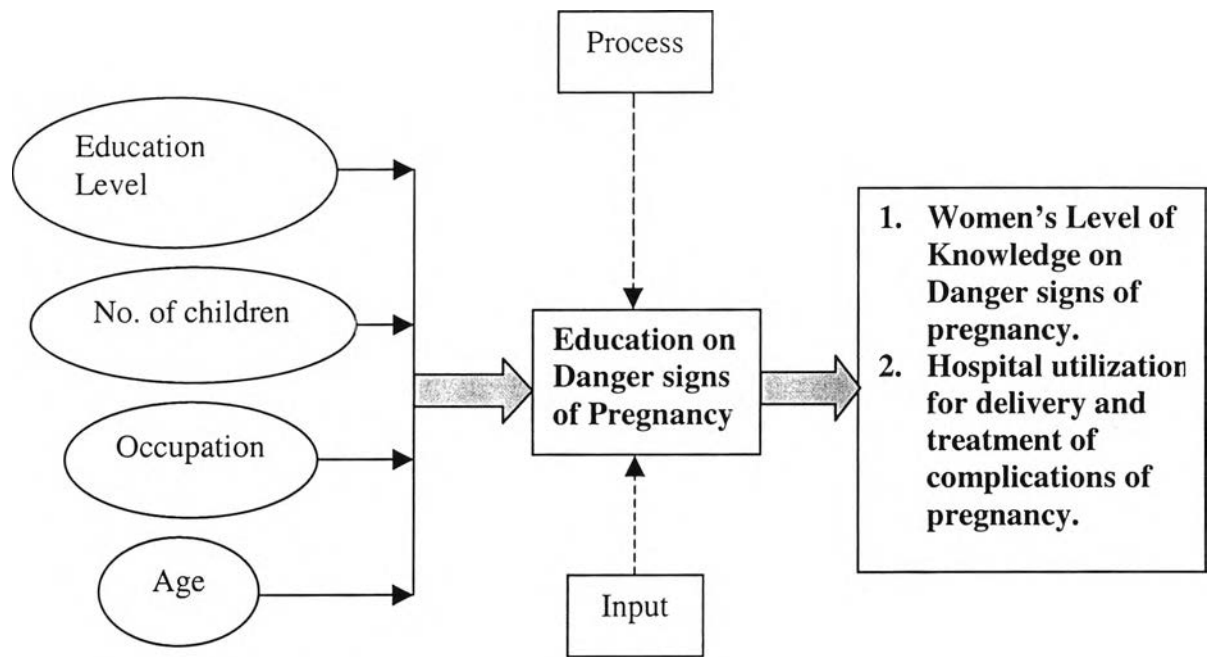 Process
Education
Level
No. of children
Occupation
Age
Education on
Danger signs
of Pregnancy
Input
1. Women's Level of
Knowledge on
Danger signs of
pregnancy.
2. Hospital utilization
for delivery and
treatment of
complications of
pregnancy.